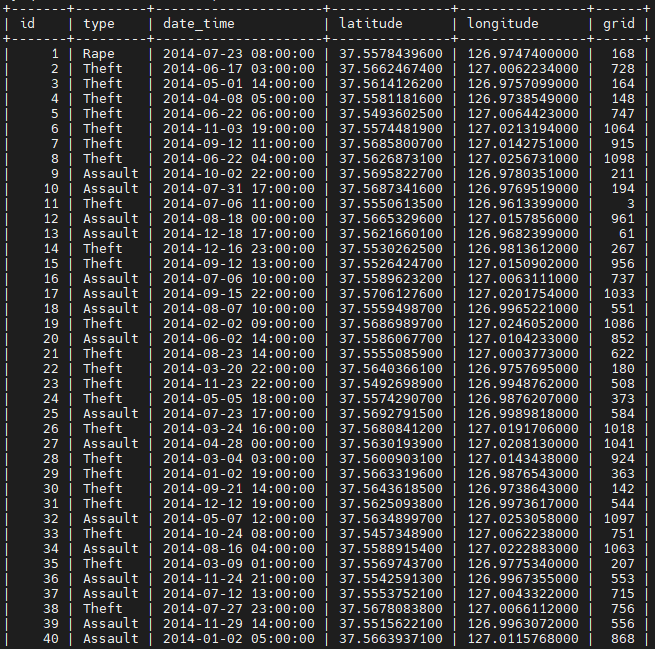 id | type | date_time | latitude | longitude | grid
1 | Rape | 2014-07-23 08:00:00 | 37.5578439600 | 126.9747400000 | 168
2 | Theft | 2014-06-17 03:00:00 | 37.5662467400 | 127.0062234000 | 728
3 | Theft | 2014-05-01 14:00:00 | 37.5614126200 | 126.9757099000 | 164
4 | Theft | 2014-04-08 05:00:00 | 37.5581181600 | 126.9738549000 | 148
5 | Theft | 2014-06-22 06:00:00 | 37.5493602500 | 127.0064423000 | 747
6 | Theft | 2014-11-03 19:00:00 | 37.5574481900 | 127.0213194000 | 1064
7 | Theft | 2014-09-12 11:00:00 | 37.5685800700 | 127.0142751000 | 915
8 | Theft | 2014-06-22 04:00:00 | 37.5626873100 | 127.0256731000 | 1098
9 | Assault | 2014-10-02 22:00:00 | 37.5695822700 | 126.9780351000 | 211
10 | Assault | 2014-07-31 17:00:00 | 37.5687341600 | 126.9769519000 | 194
11 | Theft | 2014-07-06 11:00:00 | 37.5550613500 | 126.9613399000 | 3
12 | Assault | 2014-08-18 00:00:00 | 37.5665329600 | 127.0157856000 | 961
13 | Assault | 2014-12-18 17:00:00 | 37.5621660100 | 126.9682399000 | 61
14 | Theft | 2014-12-16 23:00:00 | 37.5530262500 | 126.9813612000 | 267
15 | Theft | 2014-09-12 13:00:00 | 37.5526424700 | 127.0150902000 | 956
16 | Assault | 2014-07-06 10:00:00 | 37.5589623200 | 127.0063111000 | 737
17 | Assault | 2014-09-15 22:00:00 | 37.5706127600 | 127.0201754000 | 1033
18 | Assault | 2014-08-07 10:00:00 | 37.5559498700 | 126.9965221000 | 551
19 | Theft | 2014-02-02 09:00:00 | 37.5686989700 | 127.0246052000 | 1086
20 | Assault | 2014-06-02 14:00:00 | 37.5586067700 | 127.0104233000 | 852
21 | Theft | 2014-08-23 14:00:00 | 37.5555085900 | 127.0003773000 | 622
22 | Theft | 2014-03-20 22:00:00 | 37.5640366100 | 126.9757695000 | 180
23 | Theft | 2014-11-23 22:00:00 | 37.5492698900 | 126.9948762000 | 508
24 | Theft | 2014-05-05 18:00:00 | 37.5574290700 | 126.9876207000 | 373
25 | Assault | 2014-07-23 17:00:00 | 37.5692791500 | 126.9989818000 | 584
26 | Theft | 2014-03-24 16:00:00 | 37.5680841200 | 127.0191706000 | 1018
27 | Assault | 2014-04-28 00:00:00 | 37.5630193900 | 127.0208130000 | 1041
28 | Theft | 2014-03-04 03:00:00 | 37.5600903100 | 127.0143438000 | 924
29 | Theft | 2014-01-02 19:00:00 | 37.5663319600 | 126.9876543000 | 363
30 | Theft | 2014-09-21 14:00:00 | 37.5643618500 | 126.9738643000 | 142
31 | Theft | 2014-12-12 19:00:00 | 37.5625093800 | 126.9973617000 | 544
32 | Assault | 2014-05-07 12:00:00 | 37.5634899700 | 127.0253058000 | 1097
33 | Theft | 2014-10-24 08:00:00 | 37.5457348900 | 127.0062238000 | 751
34 | Assault | 2014-08-16 04:00:00 | 37.5588915400 | 127.0222883000 | 1063
35 | Theft | 2014-03-09 01:00:00 | 37.5569743700 | 126.9775340000 | 207
36 | Assault | 2014-11-24 21:00:00 | 37.5542591300 | 126.9967355000 | 553
37 | Assault | 2014-07-12 13:00:00 | 37.5553752100 | 127.0043322000 | 715
38 | Theft | 2014-07-27 23:00:00 | 37.5678083800 | 127.0066112000 | 756
39 | Assault | 2014-11-29 14:00:00 | 37.5515622100 | 126.9963072000 | 556
40 | Assault | 2014-01-02 05:00:00 | 37.5663937100 | 127.0115768000 | 868